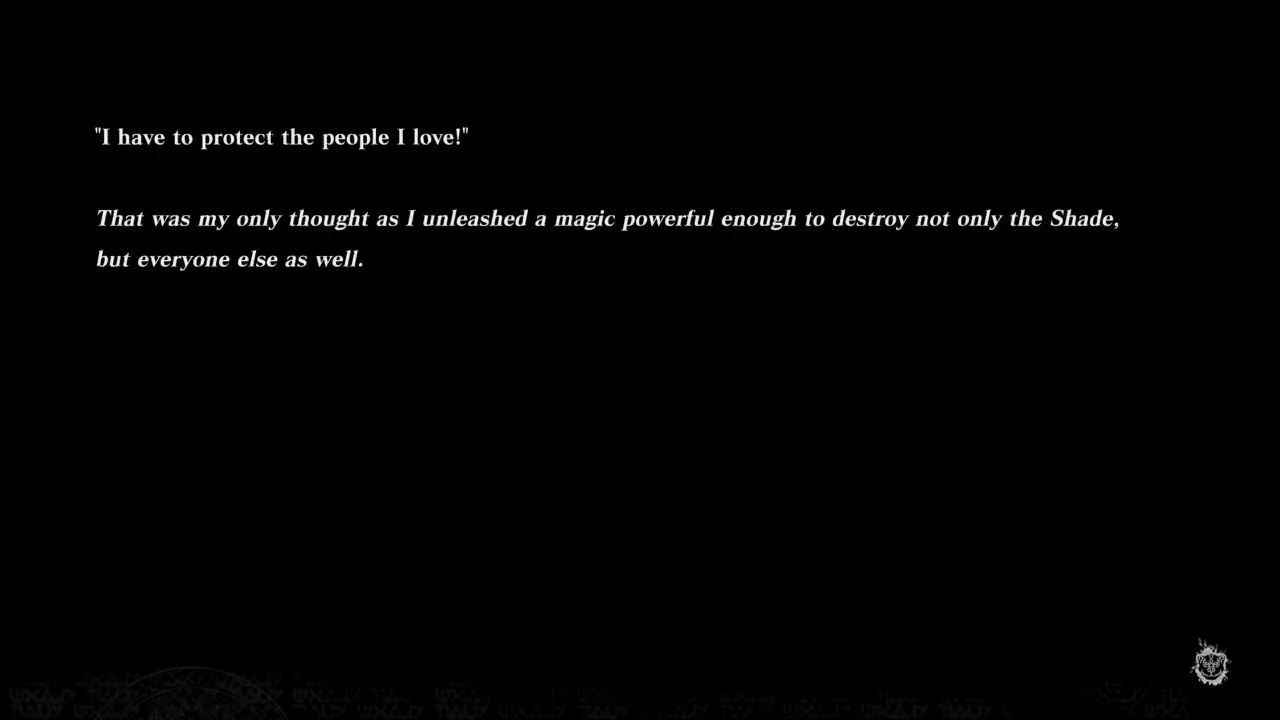 "I have to protect the people I love!"
That was my only thought as I unleashed a magic powerful enough to destroy not only the Shade,
but everyone else as well.